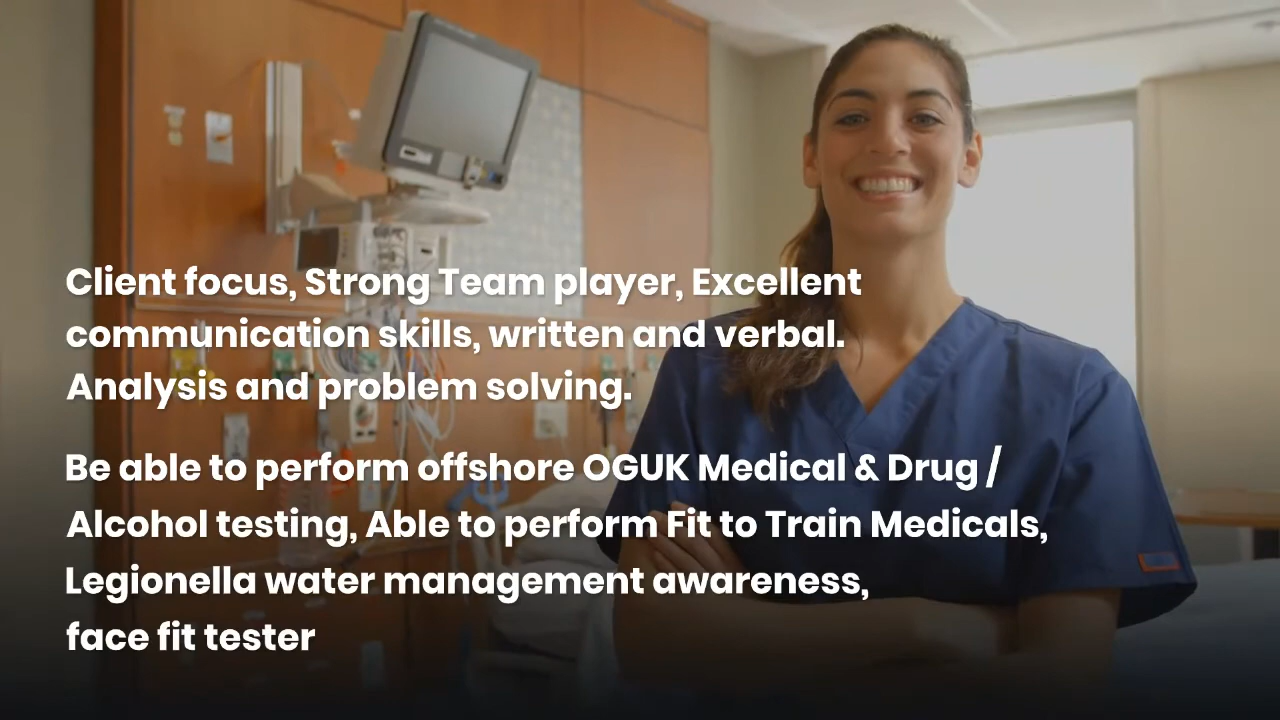 Client focus, Strong Team player, Excellent
communication skills, written and verbal.
Analysis and problem solving.
Be able to perform offshore OGUK Medical & Drug /
Alcohol testing, Able to perform Fit to Train Medicals,
Legionella water management awareness,
face fit tester